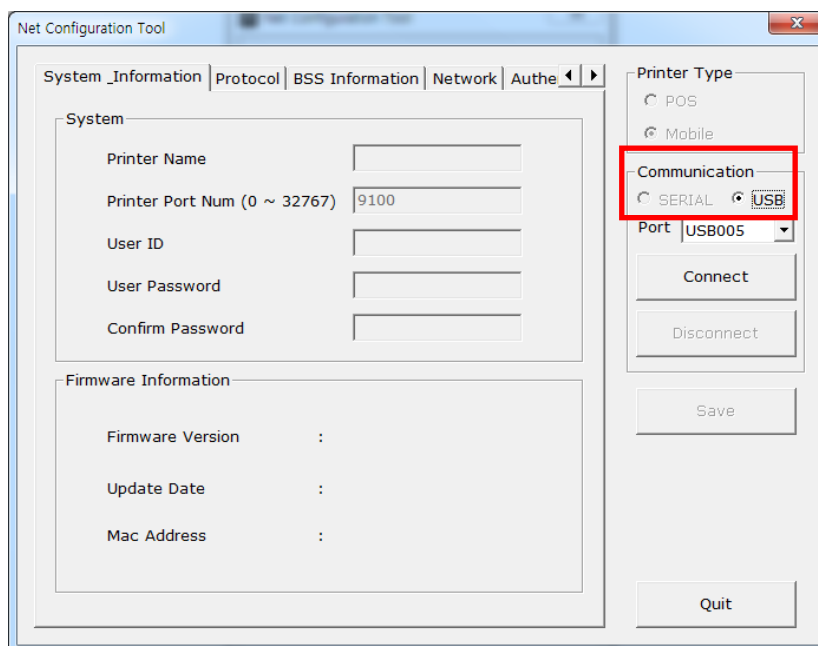 Net Configuration Tool
System _Information Protocol BSS Information Network Authe
System
Printer Name
Printer Port Num (0 ~ 32767) 9100
User ID
User Password
Confirm Password
Firmware Information
Firmware Version :
Update Date :
Mac Address :
Printer Type
POS
Mobile
Communication
SERIAL USB
Port USB005
Connect
Disconnect
Save
Quit